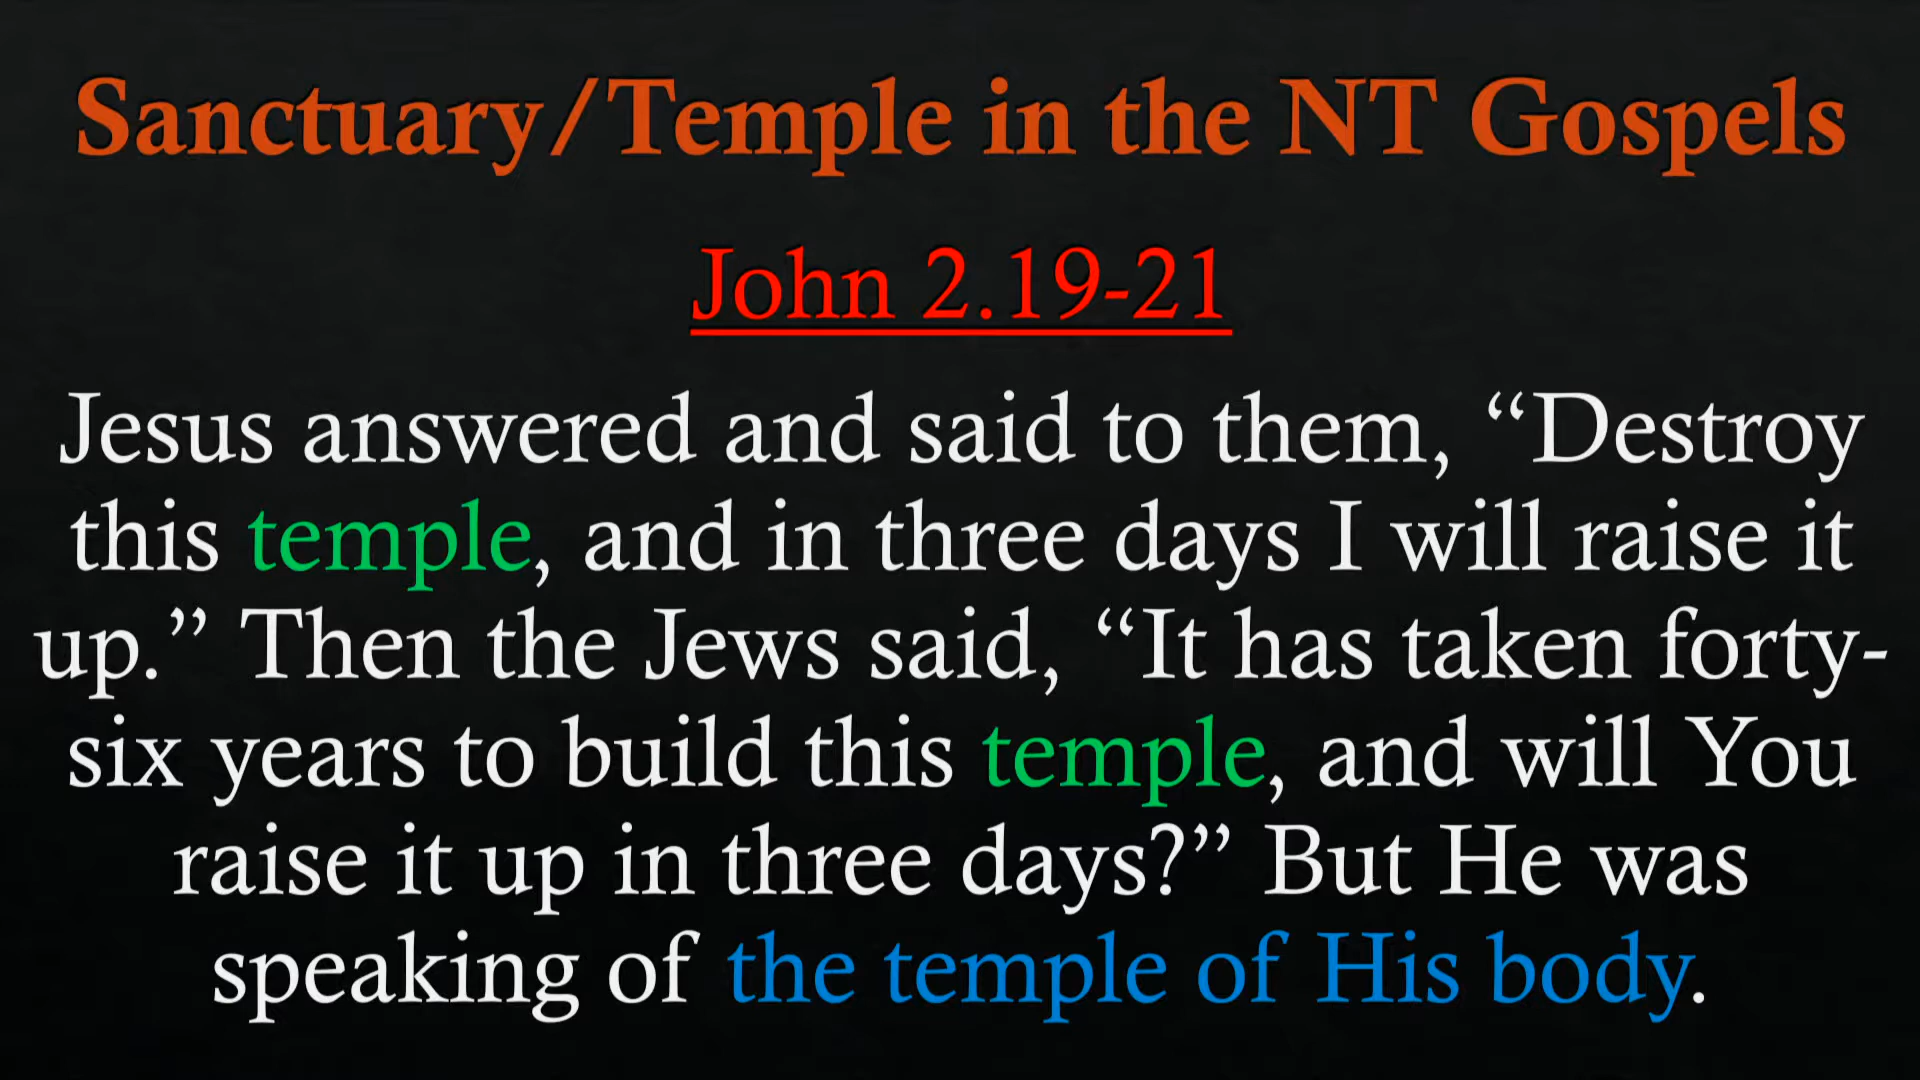 Sanctuary/Temple in the NT Gospels
John 2.19-21
Jesus answered and said to them, “Destroy
this temple, and in three days I will raise it
up.” Then the Jews said, “It has taken forty-
six years to build this temple, and will You
raise it up in three days?” But He was
speaking of the temple of His body.